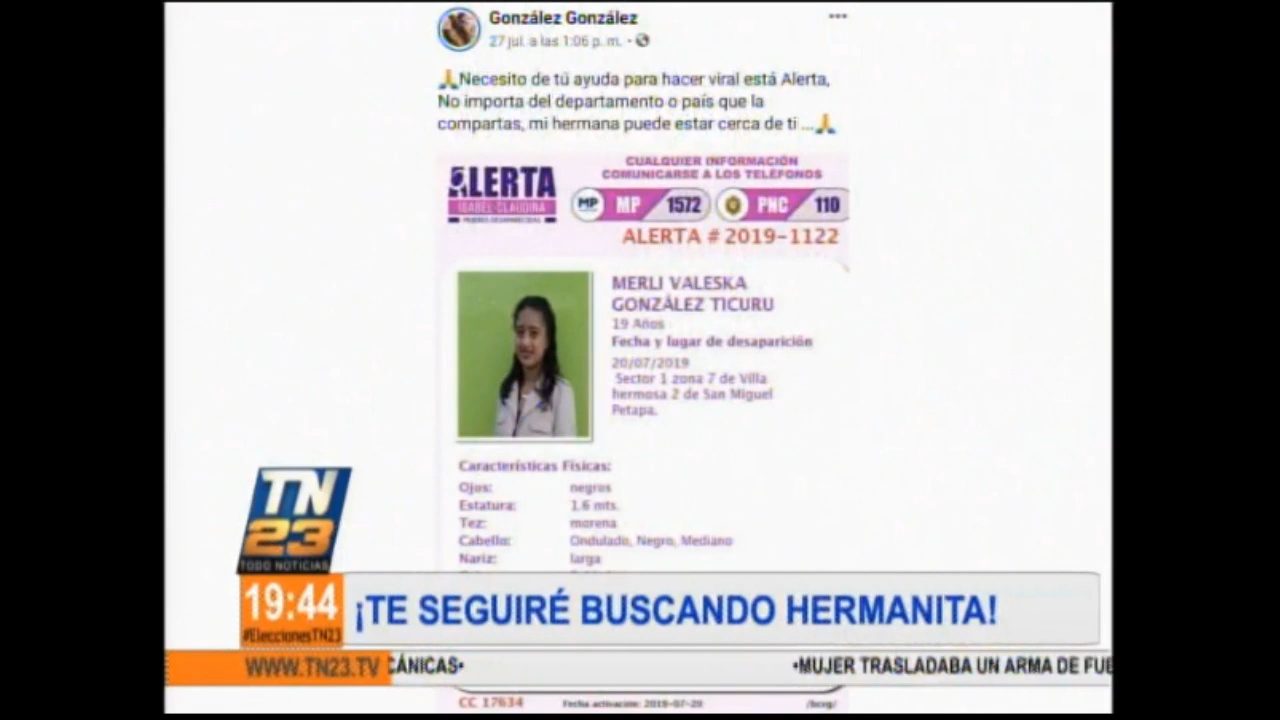 González González
27 jul. a las 1:06 p. m. ·
Necesito de tú ayuda para hacer viral está Alerta,
No importa del departamento o país que la
compartas, mi hermana puede estar cerca de ti ...
ALERTA
ISABEL-CLAUDINA
MUJERES DESAPARECIDAS
CUALQUIER INFORMACIÓN
COMUNICARSE A LOS TELÉFONOS
MP MP 1572 PNC 110
ALERTA # 2019-1122
MERLI VALESKA
GONZÁLEZ TICURU
19 Años
Fecha y lugar de desaparición
20/07/2019
Sector 1 zona 7 de Villa
hermosa 2 de San Miguel
Petapa.
Características Físicas:
Ojos: negros
Estatura: 1.6 mts.
Tez: morena
Cabello: Ondulado, Negro, Mediano
Nariz: larga
TN
23
TODO NOTICIAS
19:44
#EleccionesTN23
¡TE SEGUIRÉ BUSCANDO HERMANITA!
WWW.TN23.TV CÁNICAS• •MUJER TRASLADABA UN ARMA DE FUE
CC 17634 Fecha activación: 2019-07-20